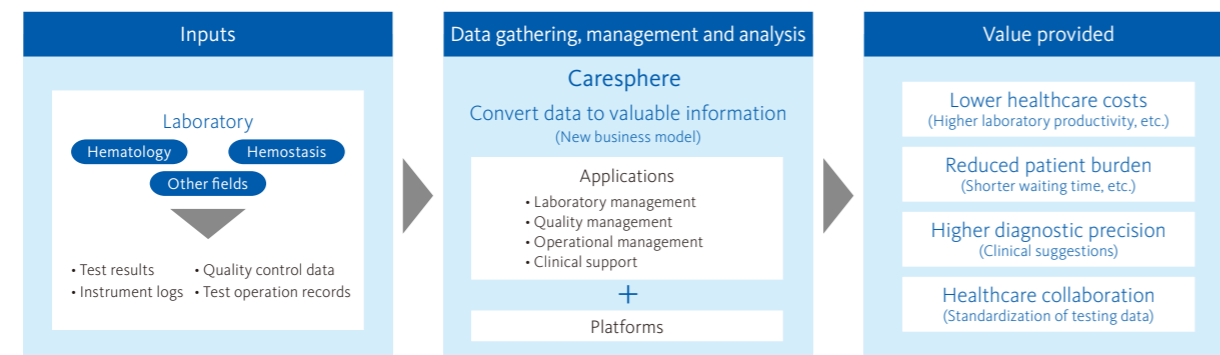 Inputs
Laboratory
Hematology
Hemostasis
Other fields
• Test results
• Quality control data
• Instrument logs
• Test operation records
Data gathering, management and analysis
Caresphere
Convert data to valuable information
(New business model)
Applications
• Laboratory management
• Quality management
• Operational management
• Clinical support
+
Platforms
Value provided
Lower healthcare costs
(Higher laboratory productivity, etc.)
Reduced patient burden
(Shorter waiting time, etc.)
Higher diagnostic precision
(Clinical suggestions)
Healthcare collaboration
(Standardization of testing data)